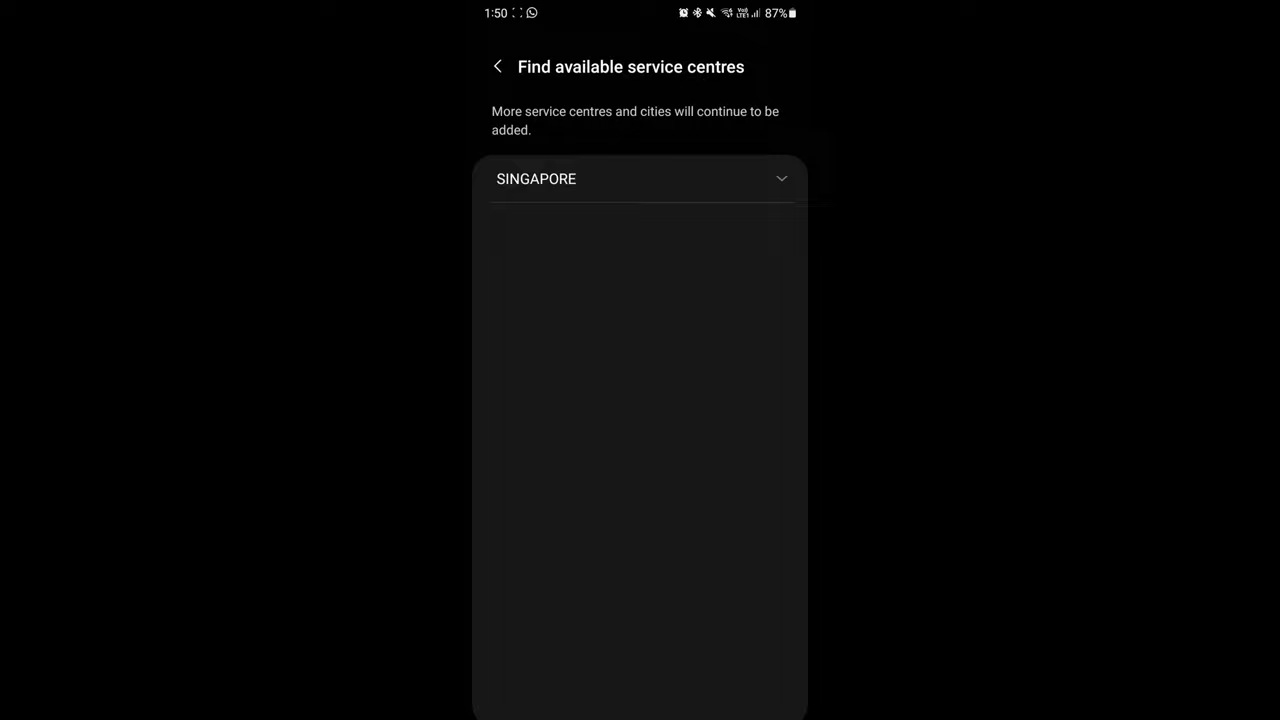 1:50 87%
Find available service centres
More service centres and cities will continue to be
added.
SINGAPORE